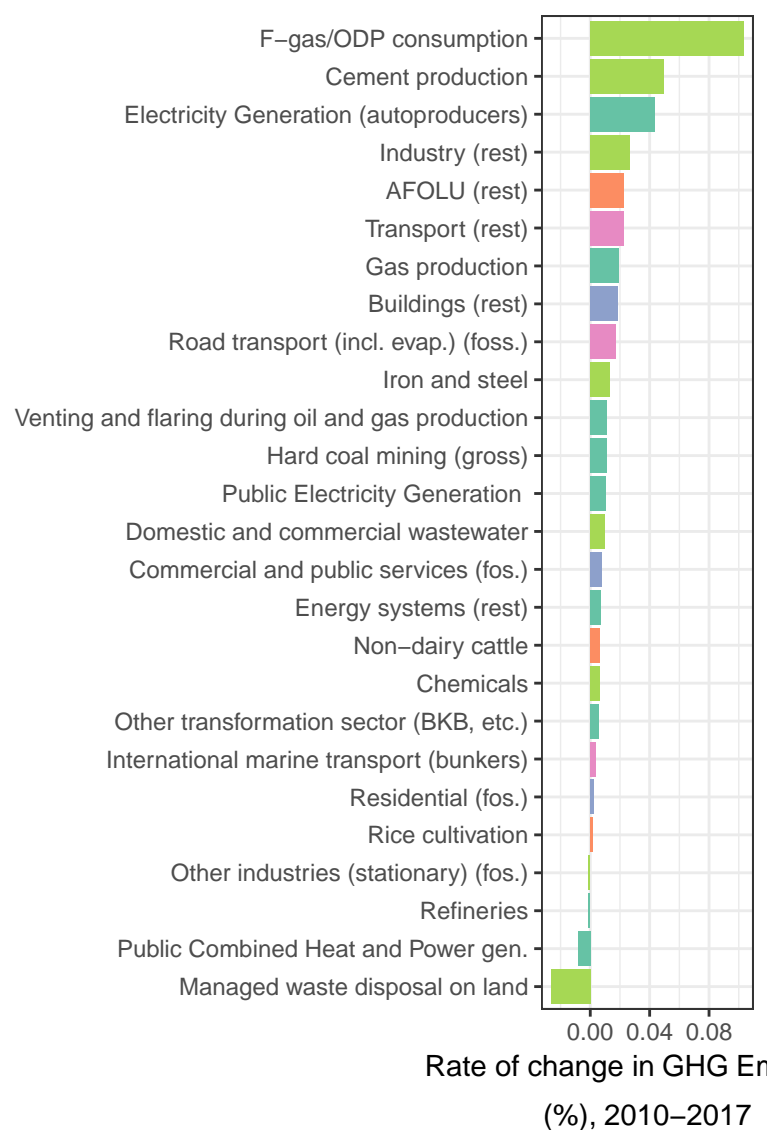 F−gas/ODP consumption
Cement production
Electricity Generation (autoproducers)
Industry (rest)
AFOLU (rest)
Transport (rest)
Gas production
Buildings (rest)
Road transport (incl. evap.) (foss.)
Iron and steel
Venting and flaring during oil and gas production
Hard coal mining (gross)
Public Electricity Generation
Domestic and commercial wastewater
Commercial and public services (fos.)
Energy systems (rest)
Non−dairy cattle
Chemicals
Other transformation sector (BKB, etc.)
International marine transport (bunkers)
Residential (fos.)
Rice cultivation
Other industries (stationary) (fos.)
Refineries
Public Combined Heat and Power gen.
Managed waste disposal on land
0.00 0.04 0.08
Rate of change in GHG
(%), 2010−2017